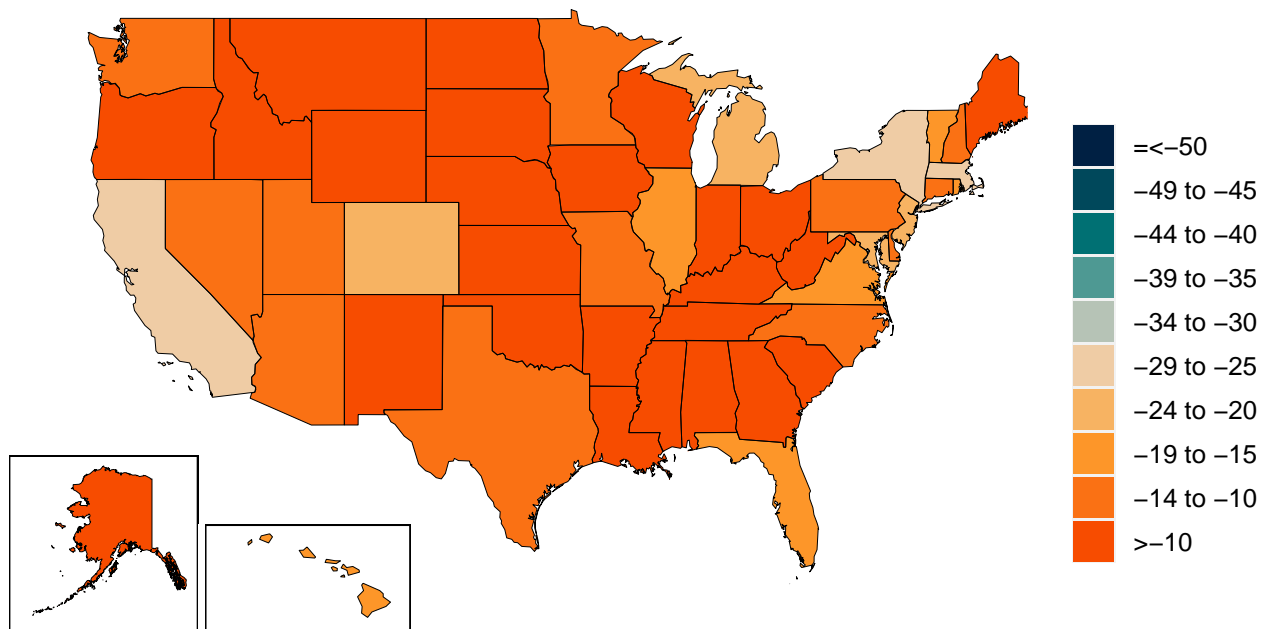 =<−50
−49 to −45
−44 to −40
−39 to −35
−34 to −30
−29 to −25
−24 to −20
−19 to −15
−14 to −10
>−10